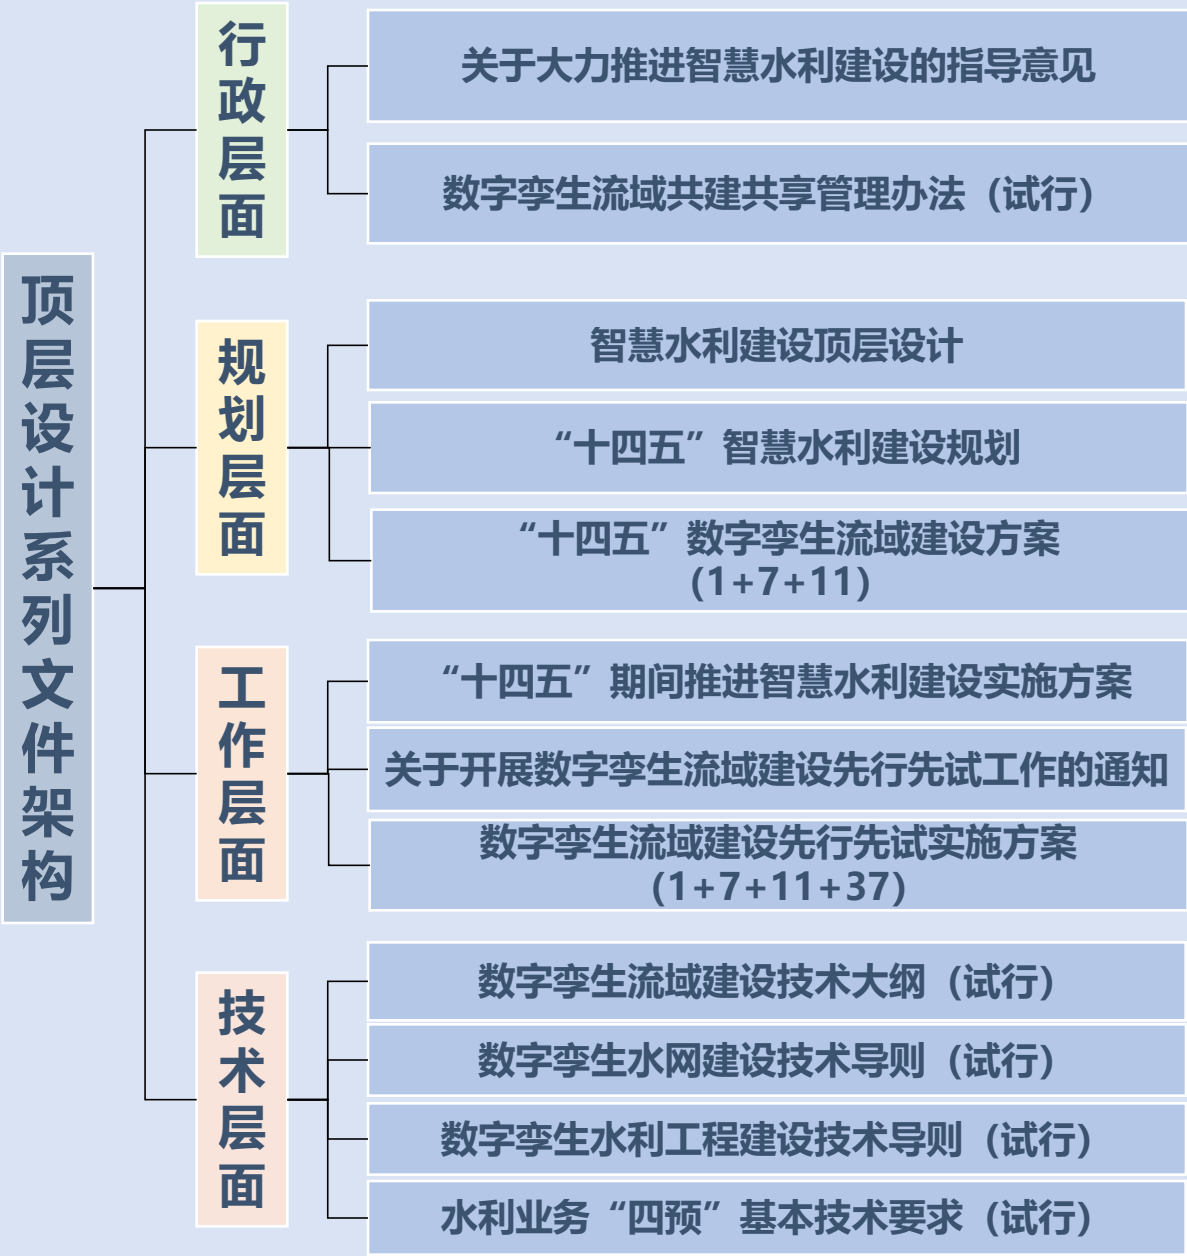 顶层设计系列文件架构
行政层面
关于大力推进智慧水利建设的指导意见
数字孪生流域共建共享管理办法（试行）
规划层面
智慧水利建设顶层设计
“十四五”智慧水利建设规划
“十四五”数字孪生流域建设方案
（1+7+11）
工作层面
“十四五”期间推进智慧水利建设实施方案
关于开展数字孪生流域建设先行先试工作的通知
数字孪生流域建设先行先试实施方案
（1+7+11+37）
技术层面
数字孪生流域建设技术大纲（试行）
数字孪生水网建设技术导则（试行）
数字孪生水利工程建设技术导则（试行）
水利业务“四预”基本技术要求（试行）